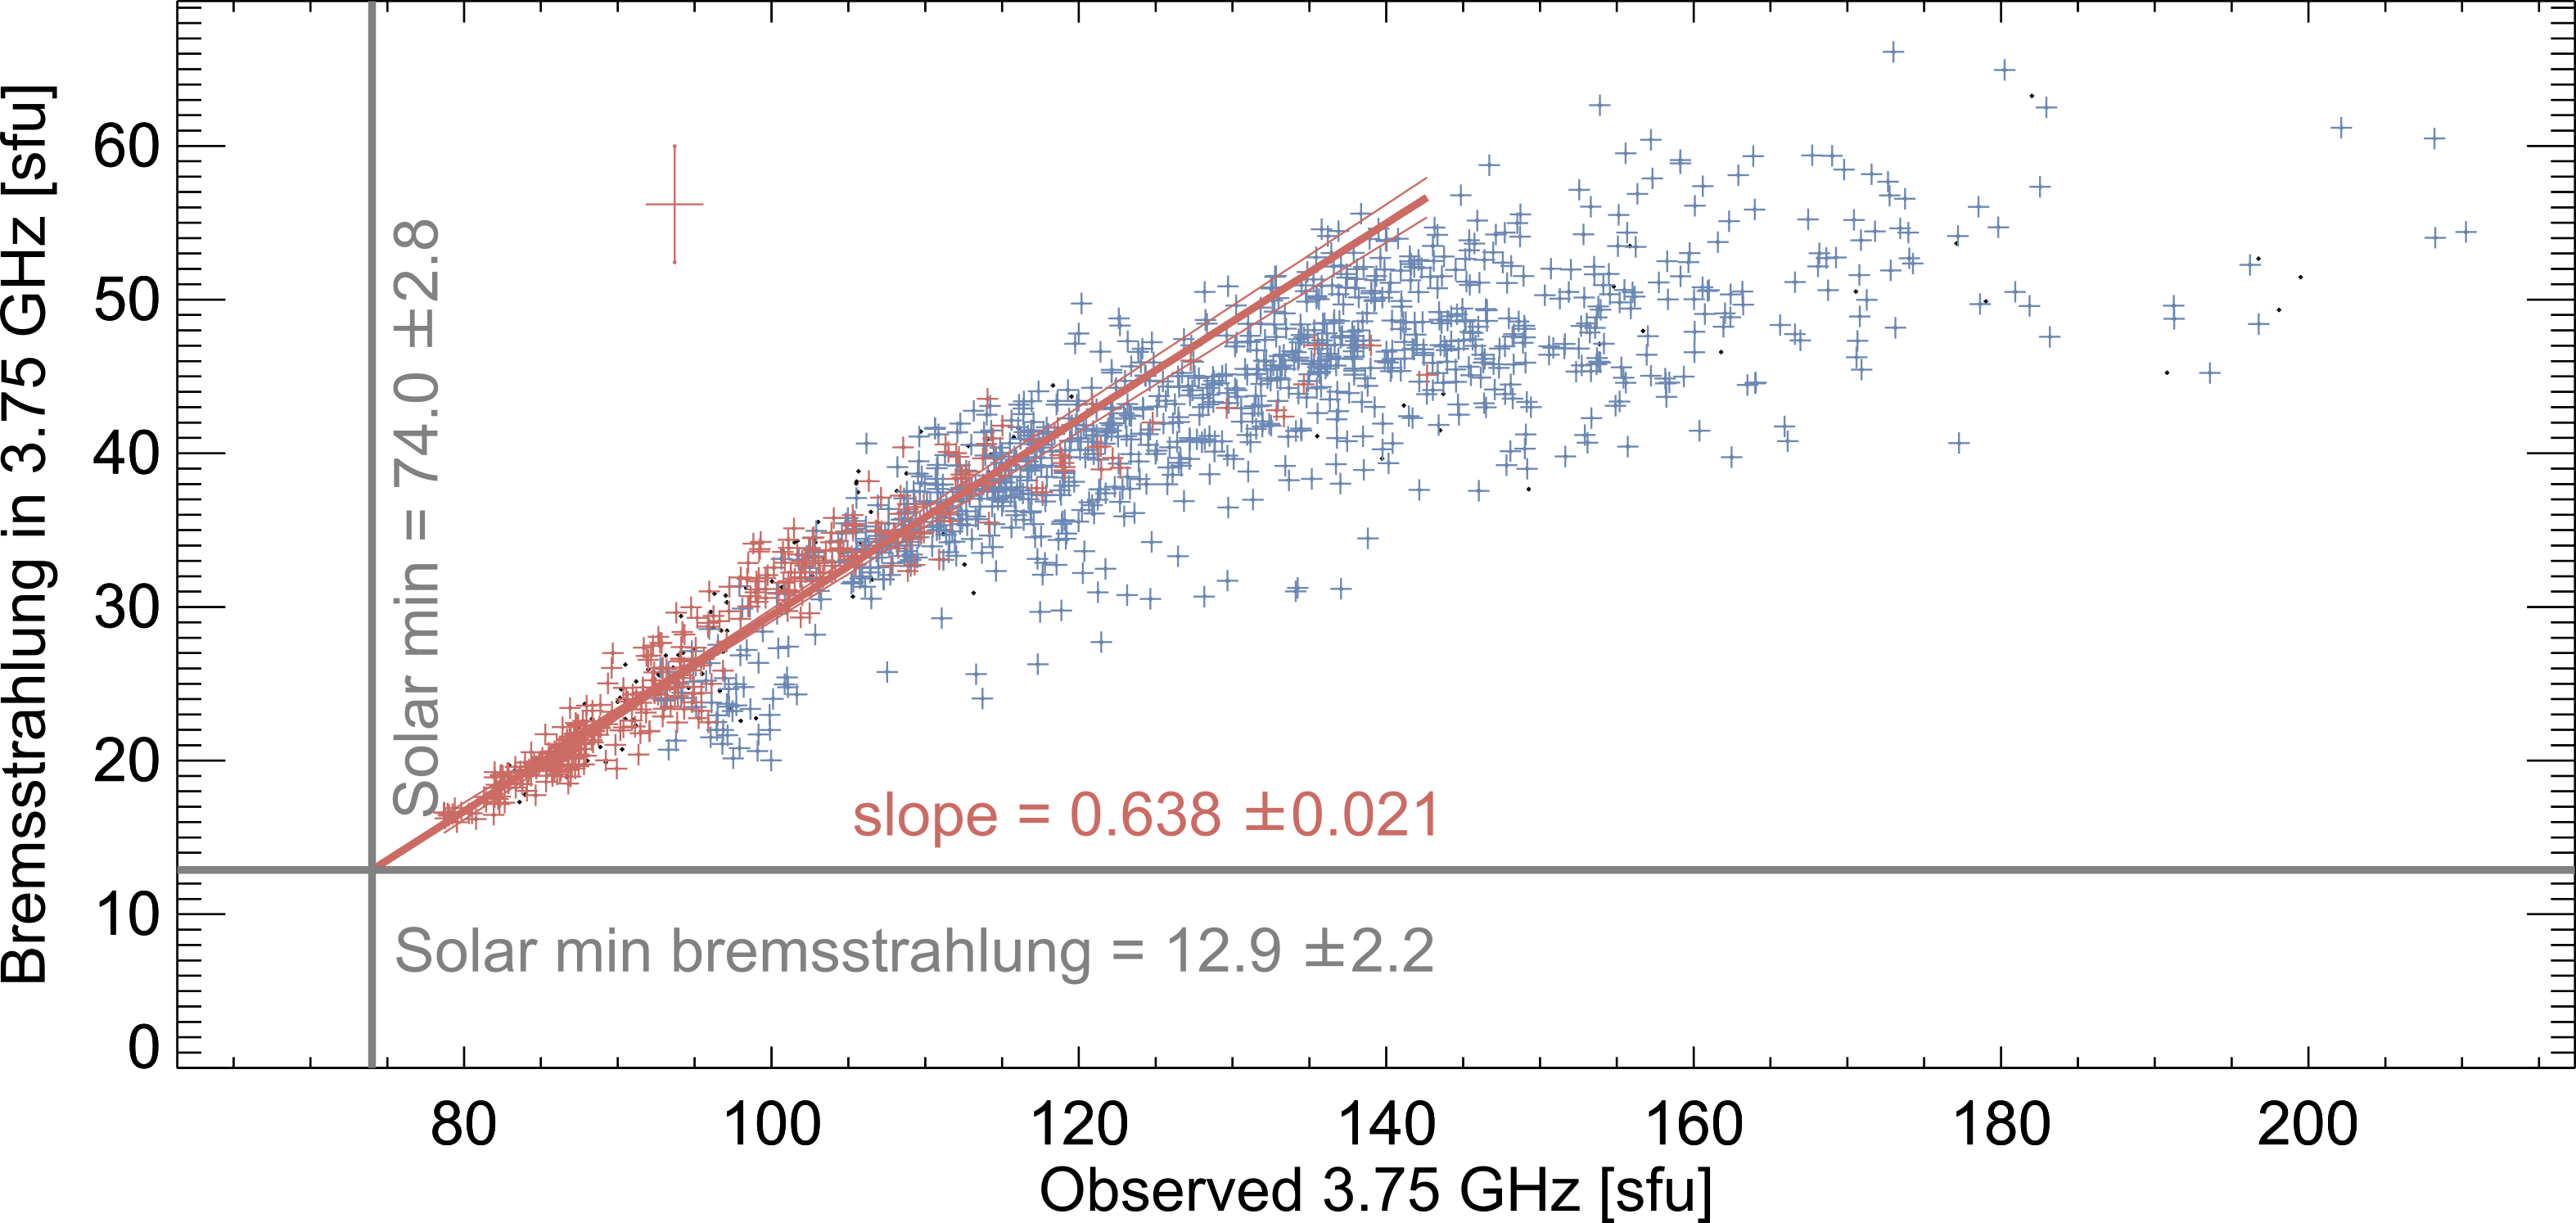 Bremsstrahlung in 3.75 GHz [sfu]
60
50
40
30
20
10
0
Solar min = 74.0 ±2.8
slope = 0.638 ±0.021
Solar min bremsstrahlung = 12.9 ±2.2
80 100 120 140 160 180 200
Observed 3.75 GHz [sfu]